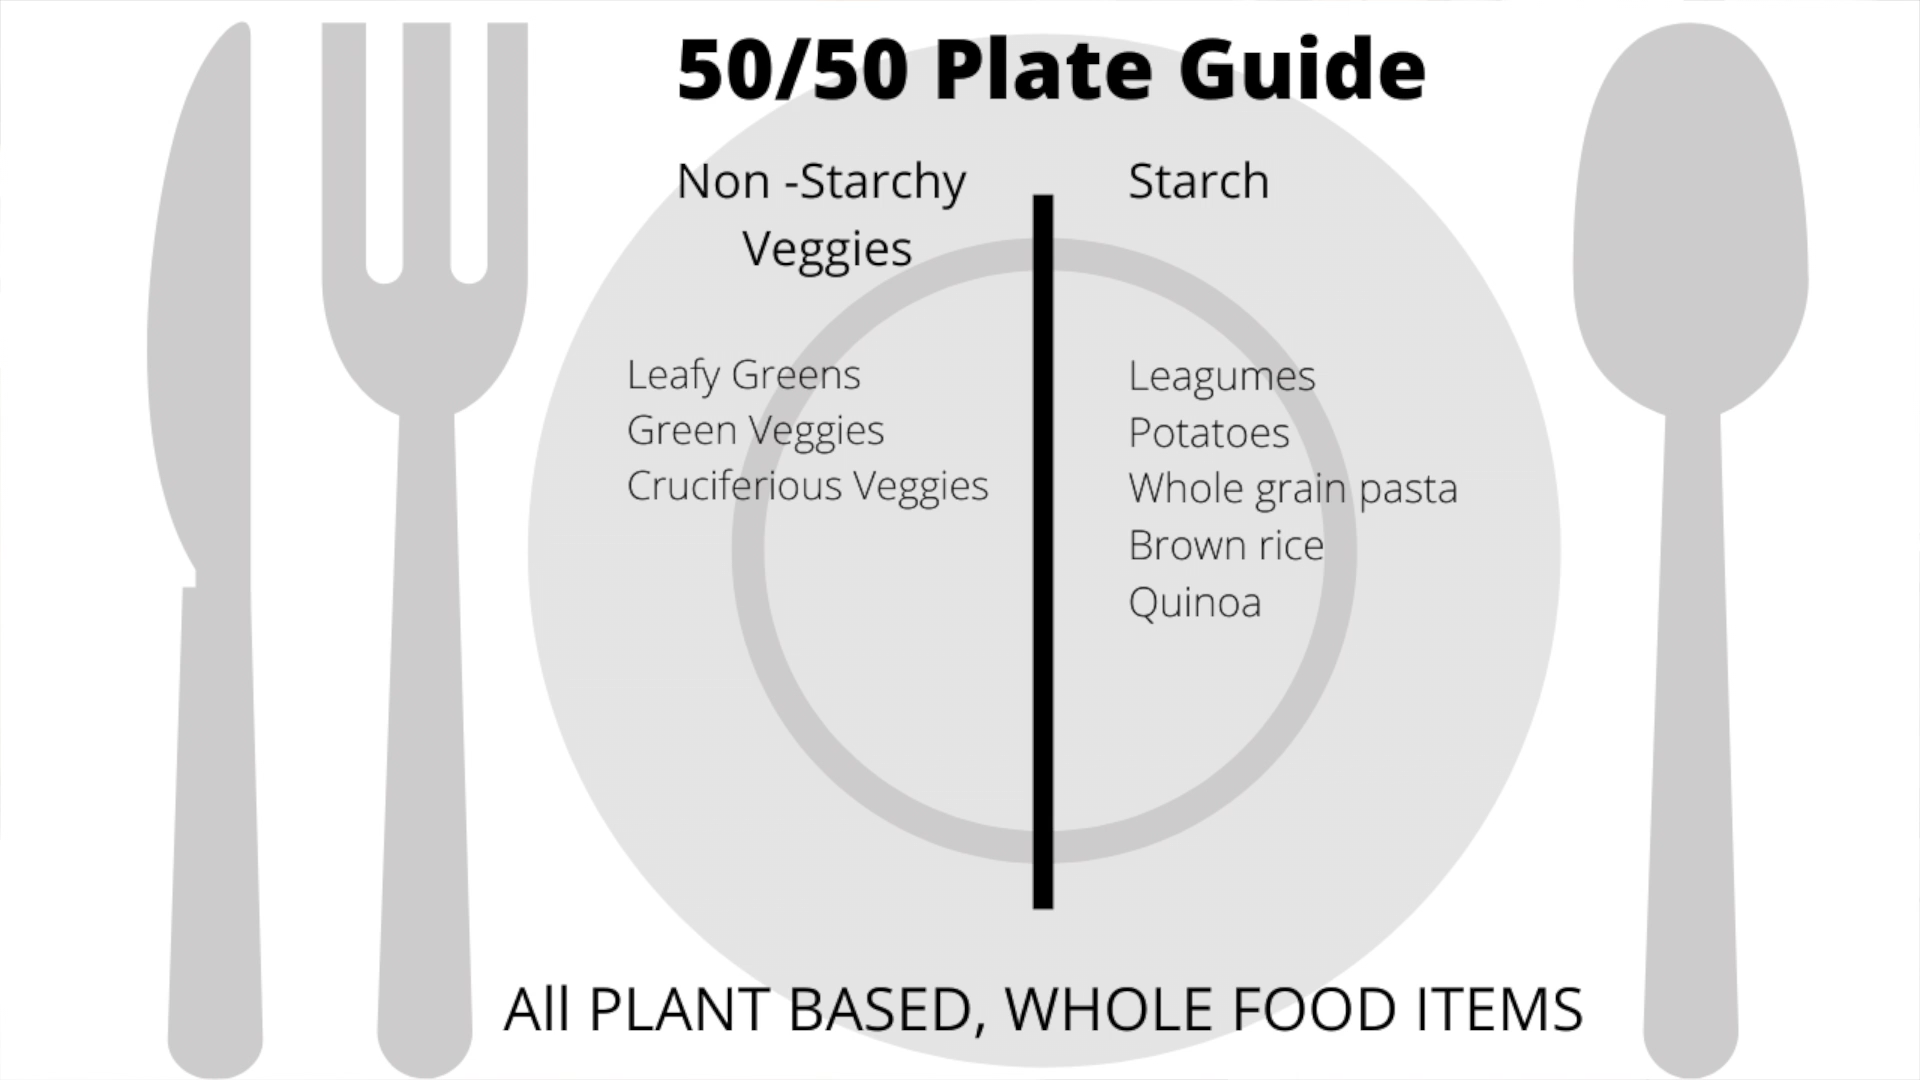 50/50 Plate Guide
Non -Starchy
Veggies
Leafy Greens
Green Veggies
Cruciferious Veggies
Starch
Leagumes
Potatoes
Whole grain pasta
Brown rice
Quinoa
All PLANT BASED, WHOLE FOOD ITEMS